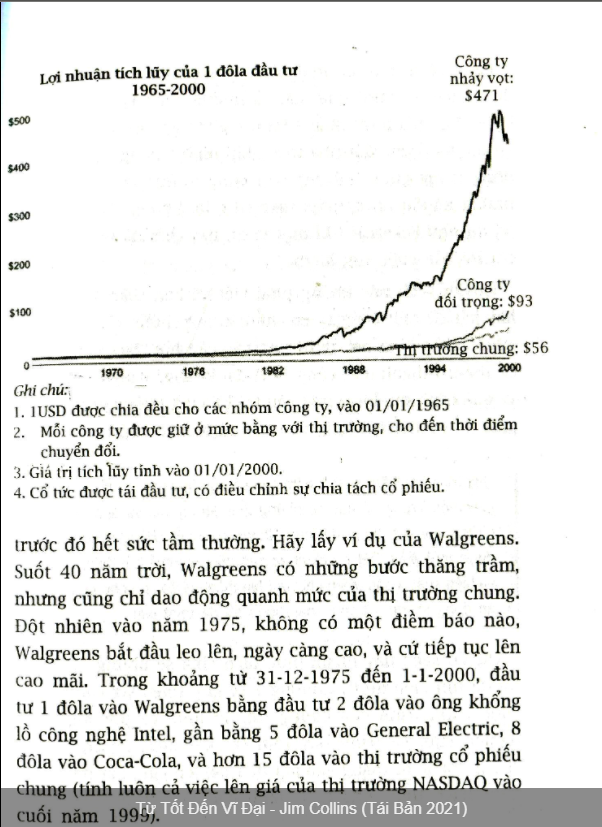 Lợi nhuận tích lũy của 1 đôla đầu tư
1965-2000
Công ty
nhảy vọt:
$471
$500
$400
$300
$200
$100
0
Công ty
đối trọng: $93
Thị trường chung: $56
1970 1976 1982 1988 1994 2000
Ghi chú:
1. 1USD được chia đều cho các nhóm công ty, vào 01/01/1965
2. Mỗi công ty được giữ ở mức bằng với thị trường, cho đến thời điểm
chuyển đổi.
3. Giá trị tích lũy tính vào 01/01/2000.
4. Cổ tức được tái đầu tư, có điều chỉnh sự chia tách cổ phiếu.
trước đó hết sức tầm thường. Hãy lấy ví dụ của Walgreens.
Suốt 40 năm trời, Walgreens có những bước thăng trầm,
nhưng cũng chỉ dao động quanh mức của thị trường chung.
Đột nhiên vào năm 1975, không có một điềm báo nào,
Walgreens bắt đầu leo lên, ngày càng cao, và cứ tiếp tục lên
cao mãi. Trong khoảng từ 31-12-1975 đến 1-1-2000, đầu
tư 1 đôla vào Walgreens bằng đầu tư 2 đôla vào ông khổng
lồ công nghệ Intel, gần bằng 5 đôla vào General Electric, 8
đôla vào Coca-Cola, và hơn 15 đôla vào thị trường cổ phiếu
chung (tính luôn cả việc lên giá của thị trường NASDAQ vào
cuối năm 1999).
Từ Tốt Đến Vĩ Đại - Jim Collins (Tái Bản 2021)